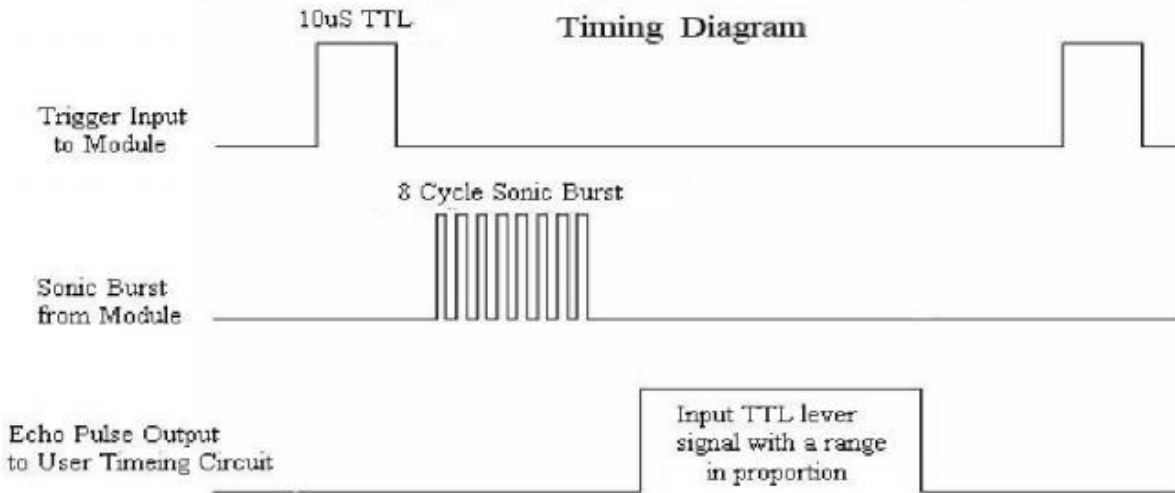 10uS TTL
Timing Diagram
Trigger Input
to Module
8 Cycle Sonic Burst
Sonic Burst
from Module
Echo Pulse Output
to User Timeing Circuit
Input TTL lever
signal with a range
in proportion